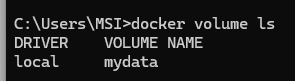 C:\Users\MSI>docker volume ls
DRIVER    VOLUME NAME
local     mydata